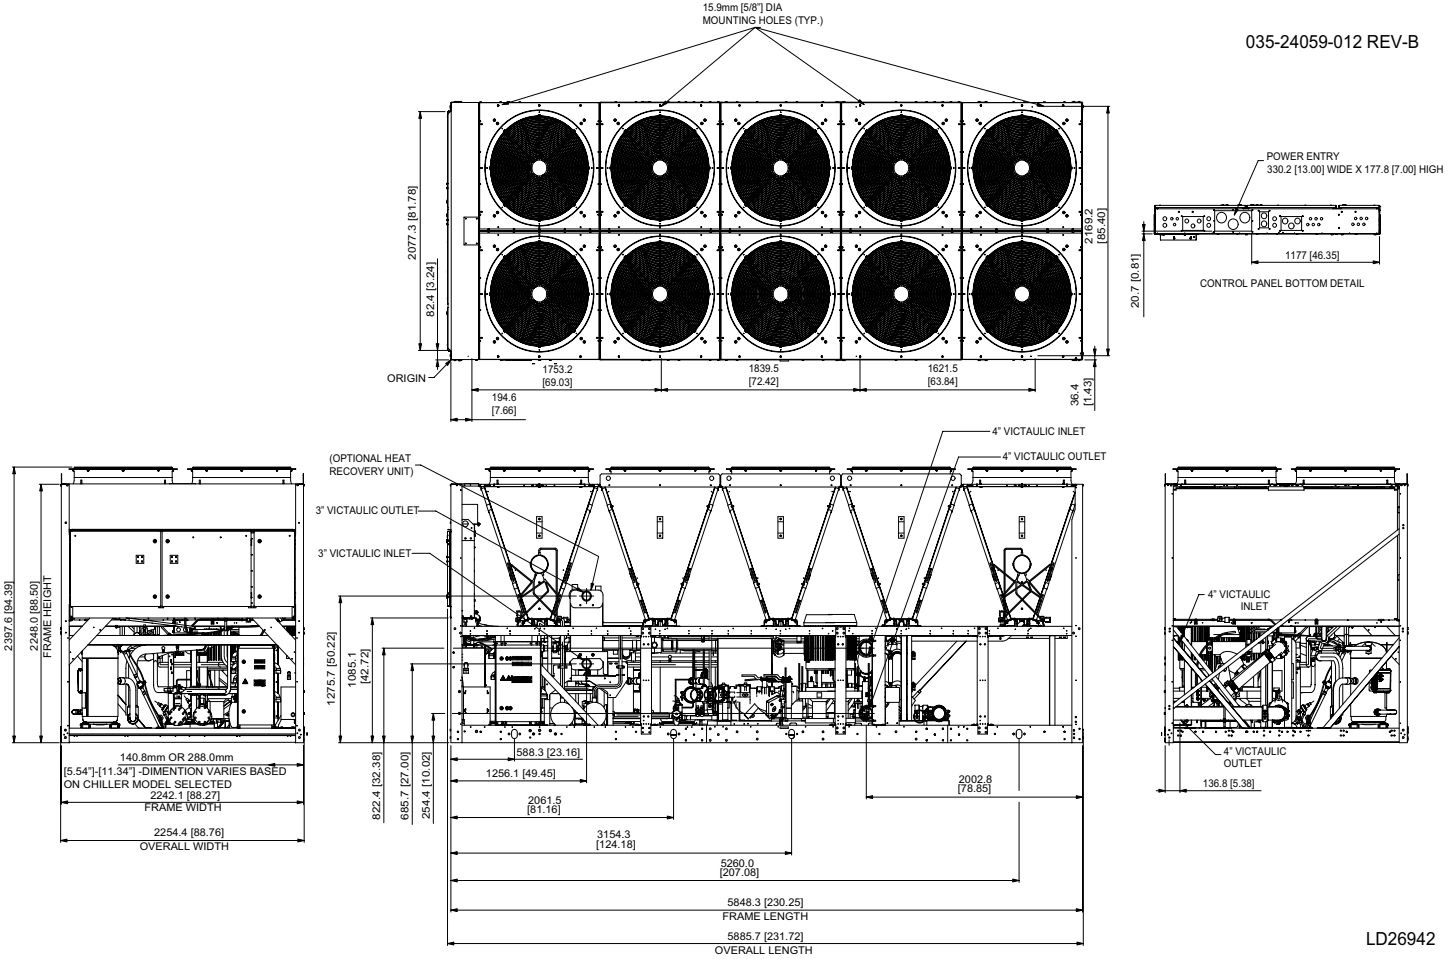 15.9mm [5/8"] DIA
MOUNTING HOLES (TYP.)
035-24059-012 REV-B
2077.3 [81.78]
82.4 [3.24]
2169.2
[85.40]
POWER ENTRY
330.2 [13.00] WIDE X 177.8 [7.00] HIGH
1177 [46.35]
20.7 [0.81]
CONTROL PANEL BOTTOM DETAIL
ORIGIN
1753.2
[69.03]
1839.5
[72.42]
1621.5
[63.84]
36.4
[1.43]
194.6
[7.66]
4" VICTAULIC INLET
4" VICTAULIC OUTLET
(OPTIONAL HEAT
RECOVERY UNIT)
3" VICTAULIC OUTLET
3" VICTAULIC INLET
2397.6 [94.39]
2248.0 [88.50]
FRAME HEIGHT
1275.7 [50.22]
1085.1
[42.72]
4" VICTAULIC
INLET
822.4 [32.38]
685.7 [27.00]
254.4 [10.02]
140.8mm OR 288.0mm
[5.54"]-[11.34"] -DIMENTION VARIES BASED
ON CHILLER MODEL SELECTED
2242.1 [88.27]
FRAME WIDTH
2254.4 [88.76]
OVERALL WIDTH
588.3 [23.16]
1256.1 [49.45]
2061.5
[81.16]
2002.8
[78.85]
3154.3
[124.18]
5260.0
[207.08]
5848.3 [230.25]
FRAME LENGTH
5885.7 [231.72]
OVERALL LENGTH
4" VICTAULIC
OUTLET
136.8 [5.38]
LD26942